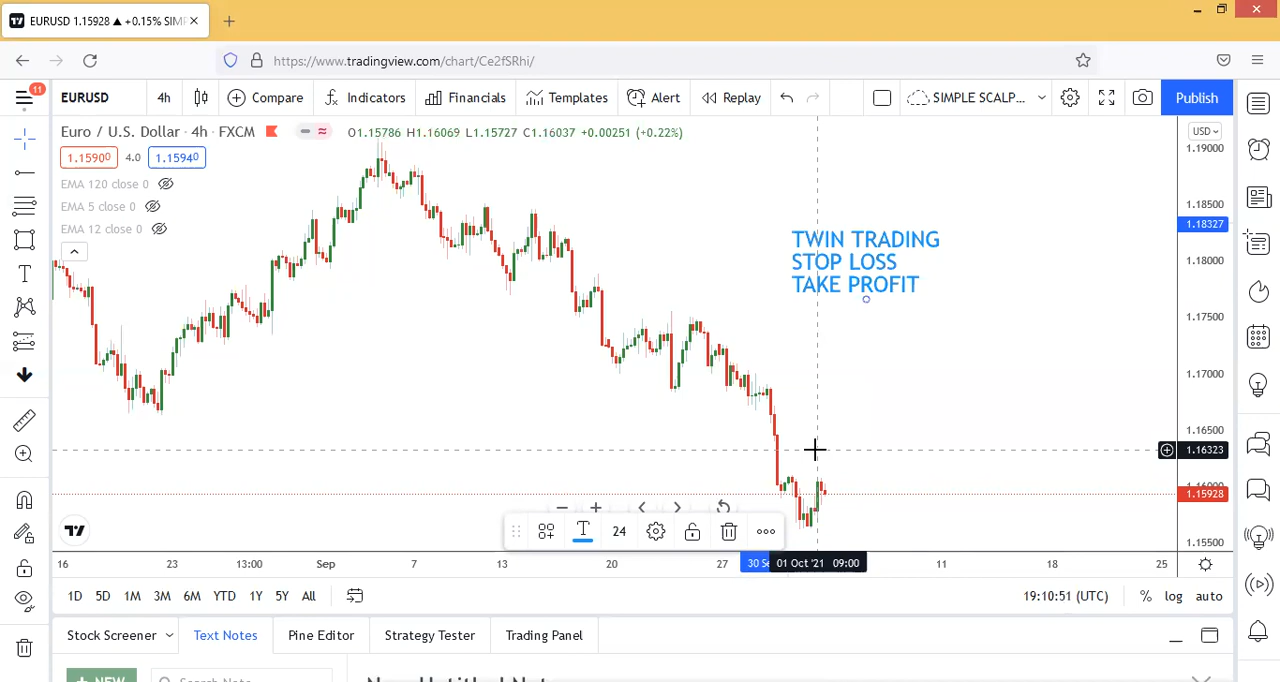 EURUSD 1.15928 ▲ +0.15% SIM
https://www.tradingview.com/chart/Ce2fSRhi/
11
EURUSD 4h Compare Indicators Financials Templates Alert Replay SIMPLE SCALP... Publish
Euro / U.S. Dollar · 4h · FXCM O1.15786 H1.16069 L1.15727 C1.16037 +0.00251 (+0.22%)
USD
1.15900 4.0 1.15940
EMA 120 close 0
EMA 5 close 0
EMA 12 close 0
TWIN TRADING
STOP LOSS
TAKE PROFIT
1.19000
1.18500
1.18327
1.18000
1.17500
1.17000
1.16500
1.16323
1.15928
1.15500
24
16 23 13:00 Sep 7 13 20 27 30 Se 01 Oct '21 09:00 11 18 25
1D 5D 1M 3M 6M YTD 1Y 5Y All 19:10:51 (UTC) % log auto
Stock Screener Text Notes Pine Editor Strategy Tester Trading Panel
NEW Search Note